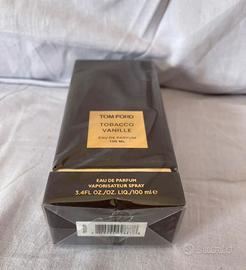 TOM FORD
TOBACCO
VANILLE
EAU DE PARFUM
100 ML
EAU DE PARFUM
VAPORISATEUR SPRAY
3.4FL.OZ./OZ. LIQ./100 ml e
subito